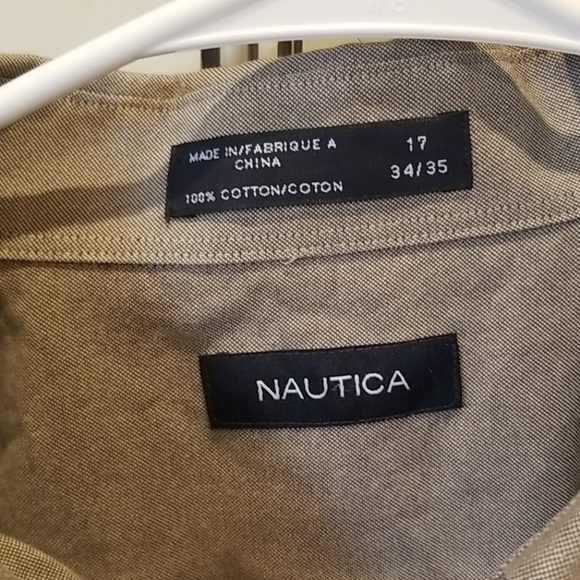 MADE IN/FABRIQUE A
CHINA
100% COTTON/COTON
17
34/35
NAUTICA